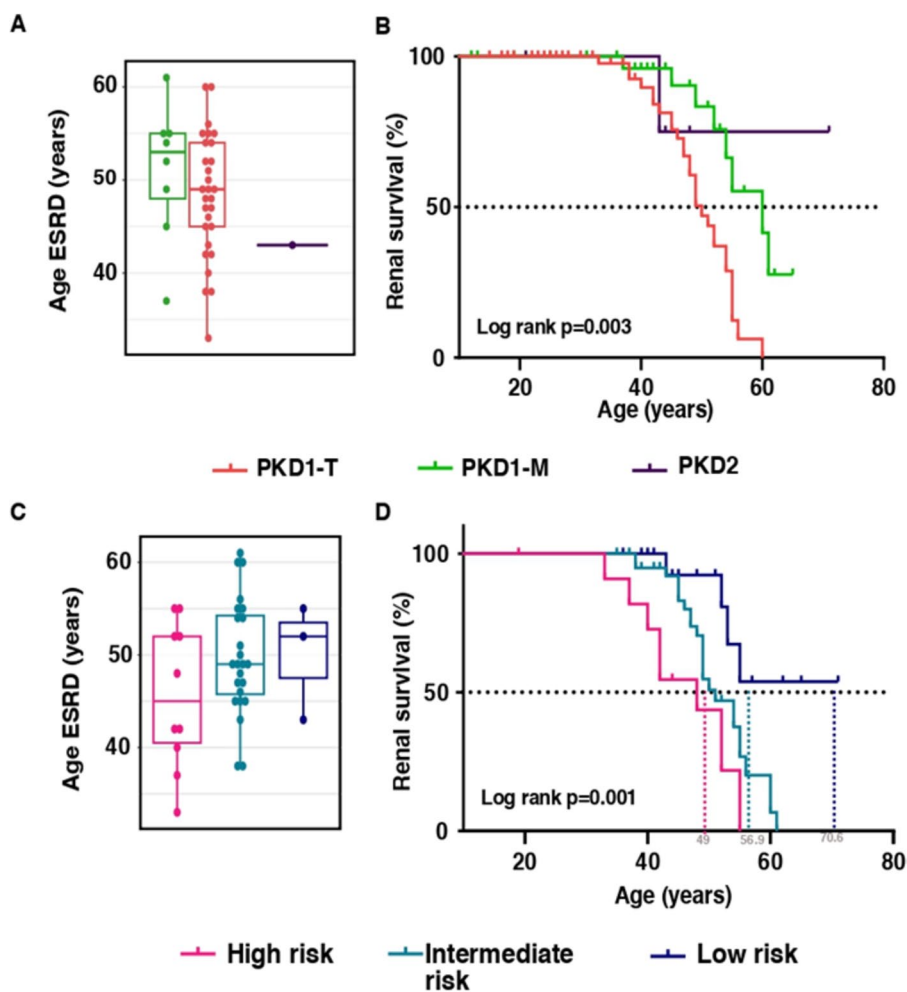 A
Age ESRD (years)
60
50
40
B
Renal survival (%)
100
50
0
Log rank p=0.003
20 40 60 80
Age (years)
PKD1-T PKD1-M PKD2
C
Age ESRD (years)
60
50
40
D
Renal survival (%)
100
50
0
Log rank p=0.001
49 56.9 70.6
20 40 60 80
Age (years)
High risk Intermediate risk Low risk